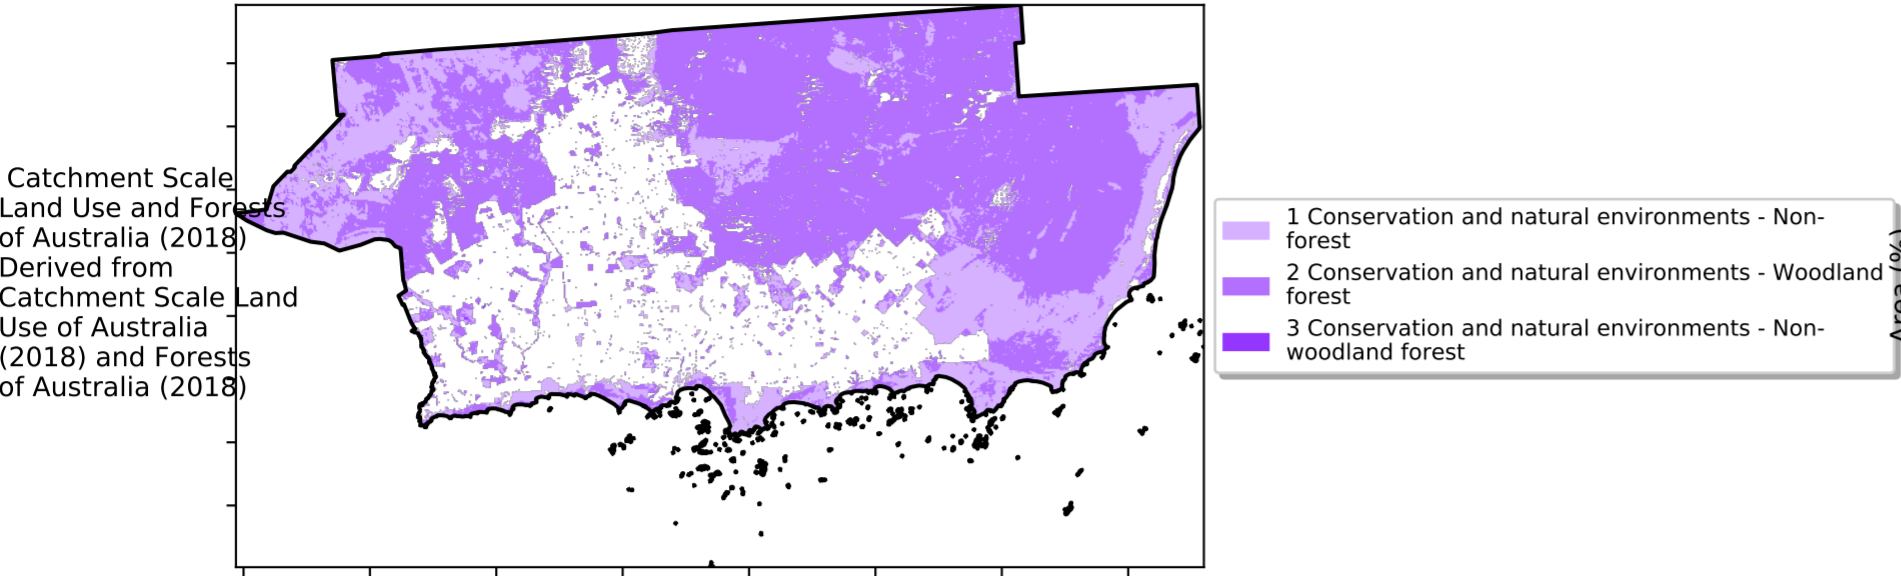 Catchment Scale
Land Use and Forests
of Australia (2018)
Derived from
Catchment Scale Land
Use of Australia
(2018) and Forests
of Australia (2018)
1 Conservation and natural environments - Non-
forest
2 Conservation and natural environments - Woodland
forest
3 Conservation and natural environments - Non-
woodland forest
Area (%)